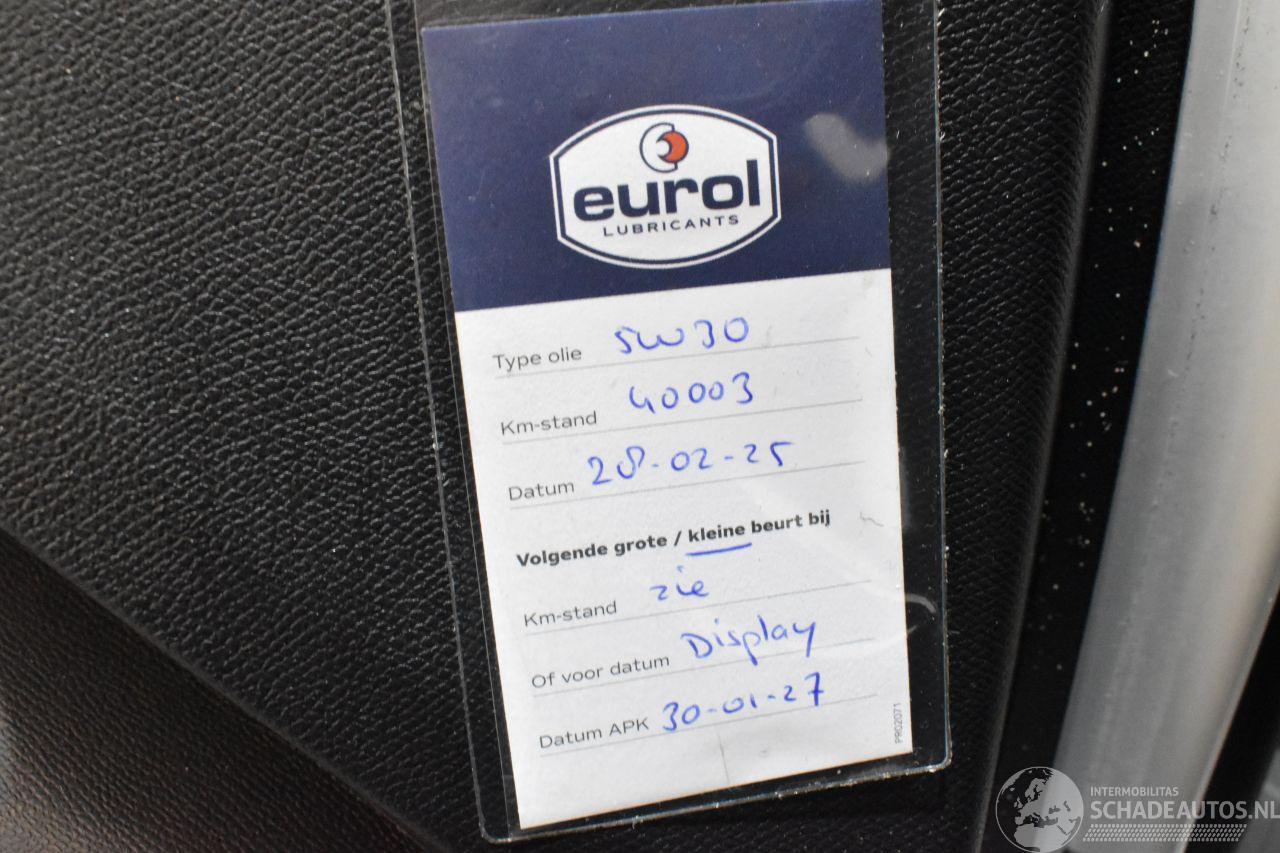 eurol
LUBRICANTS
Type olie 5W30
Km-stand 40003
Datum 28-02-25
Volgende grote / kleine beurt bij
Km-stand zie
Of voor datum Display
Datum APK 30-01-27
PR02071
INTERMOBILITAS
SCHADEAUTOS.NL